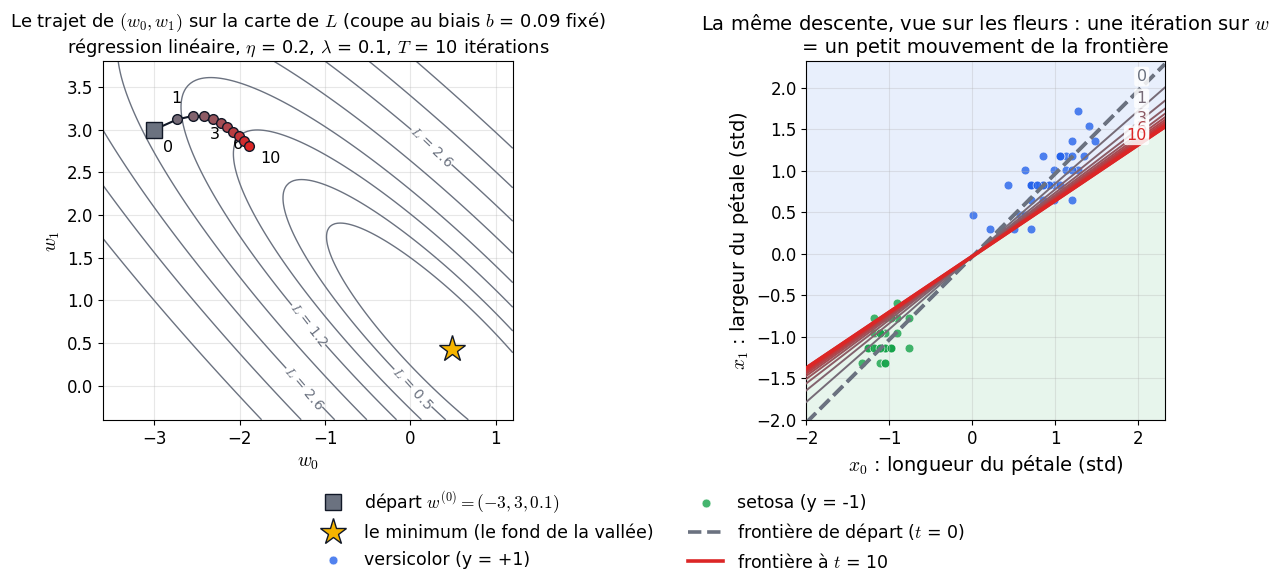 Le trajet de (w₀, w₁) sur la carte de L (coupe au biais b = 0.09 fixé)
régression linéaire, η = 0.2, λ = 0.1, T = 10 itérations
3.5
3.0
2.5
2.0
1.5
1.0
0.5
0.0
w₁
−3
−2
−1
0
1
w₀
0
1
3
10
L = 2.6
L = 1.2
L = 2.6
L = 0.5
La même descente, vue sur les fleurs : une itération sur w
= un petit mouvement de la frontière
2.0
1.5
1.0
0.5
0.0
−0.5
−1.0
−1.5
−2.0
x₁ : largeur du pétale (std)
−2
−1
0
1
2
x₀ : longueur du pétale (std)
0
1
3
10
départ w⁽⁰⁾ = (−3, 3, 0.1)
le minimum (le fond de la vallée)
versicolor (y = +1)
setosa (y = -1)
frontière de départ (t = 0)
frontière à t = 10